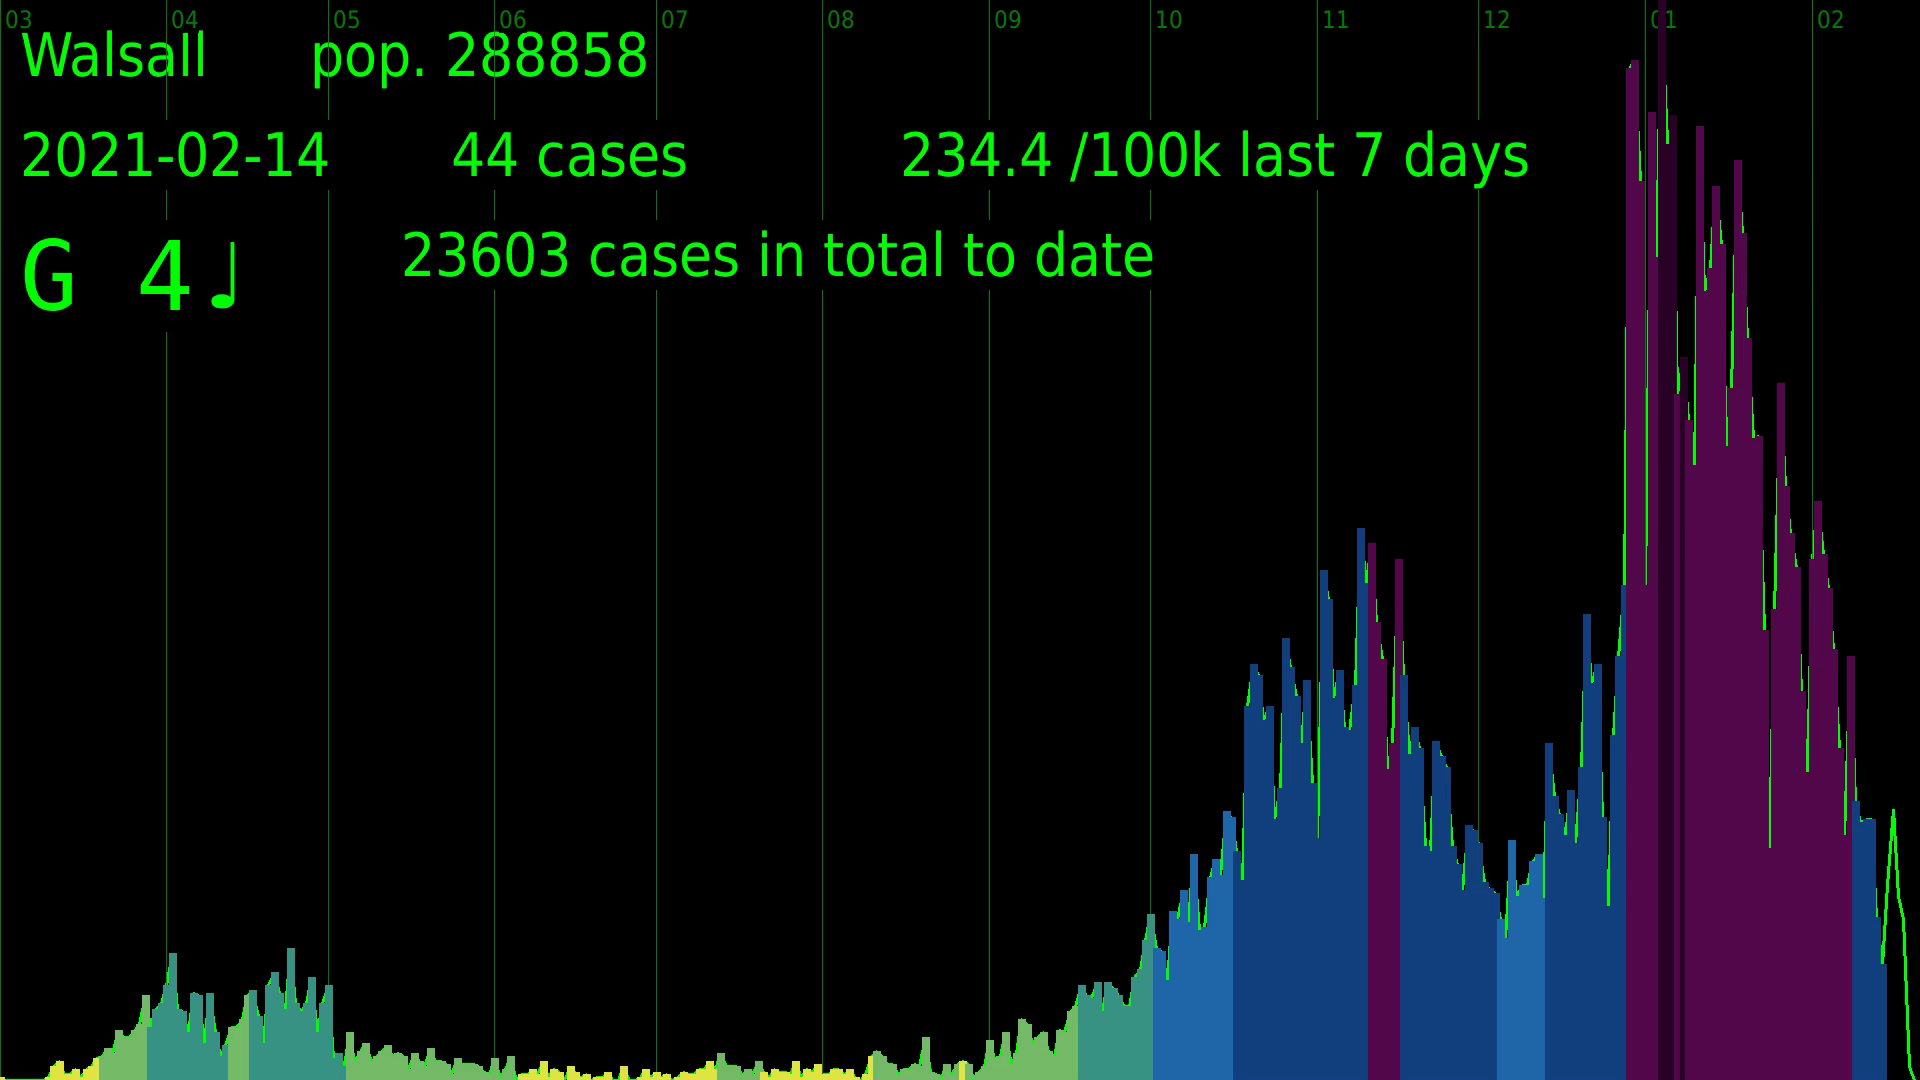 03 04 05 06 07 08 09 10 11 12 01 02
Walsall pop. 288858
2021-02-14 44 cases 234.4 /100k last 7 days
G 4♩ 23603 cases in total to date